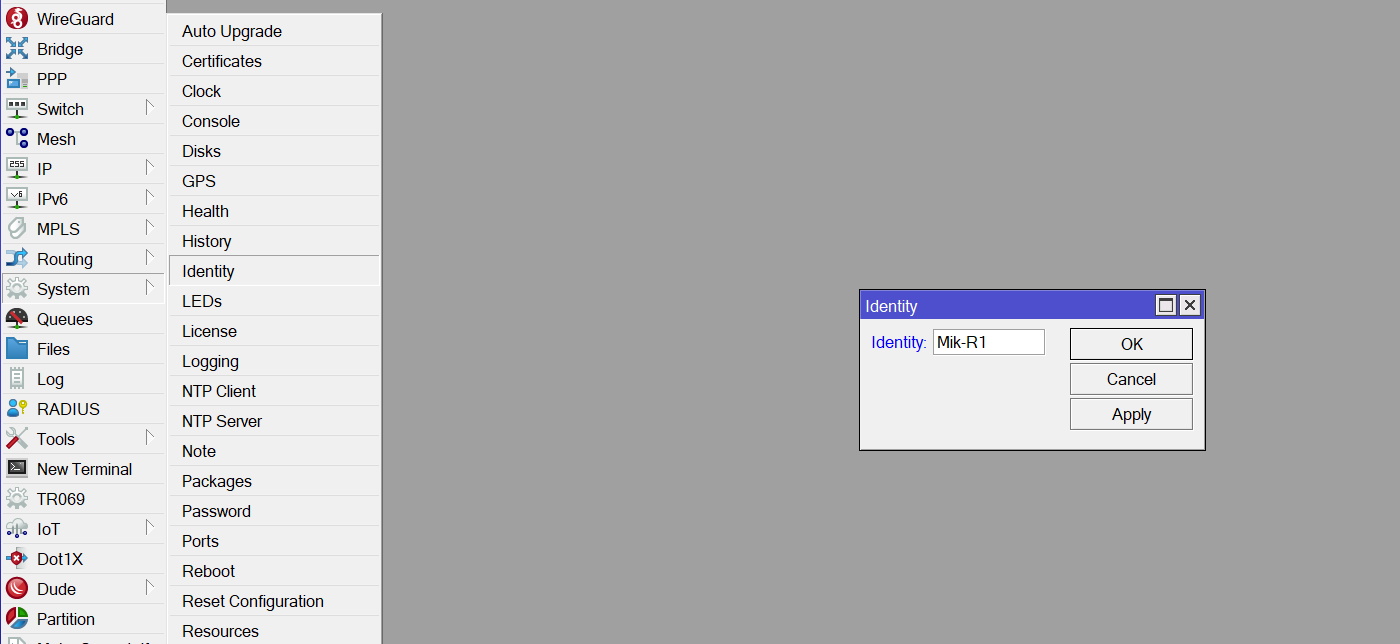 WireGuard
Bridge
PPP
Switch
Mesh
255
IP
v6
IPv6
MPLS
Routing
System
Queues
Files
Log
RADIUS
Tools
New Terminal
TR069
IoT
Dot1X
Dude
Partition
Auto Upgrade
Certificates
Clock
Console
Disks
GPS
Health
History
Identity
LEDs
License
Logging
NTP Client
NTP Server
Note
Packages
Password
Ports
Reboot
Reset Configuration
Resources
Identity
Identity: Mik-R1
OK
Cancel
Apply